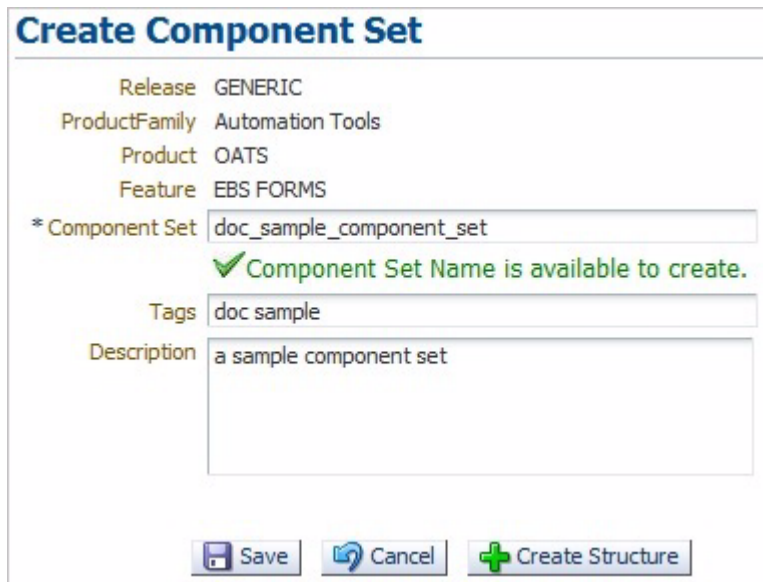 Create Component Set
Release GENERIC
ProductFamily Automation Tools
Product OATS
Feature EBS FORMS
* Component Set doc_sample_component_set
Component Set Name is available to create.
Tags doc sample
Description a sample component set
Save Cancel Create Structure